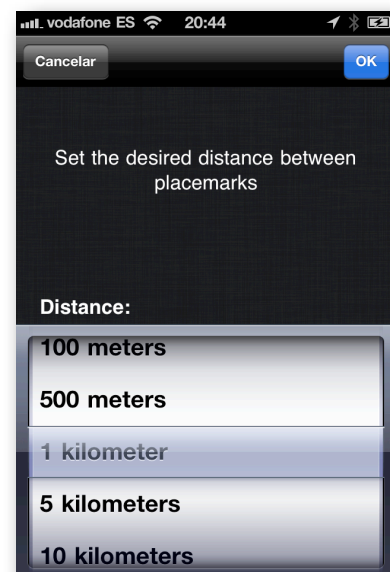 vodafone ES 20:44
Cancelar OK
Set the desired distance between
placemarks
Distance:
100 meters
500 meters
1 kilometer
5 kilometers
10 kilometers